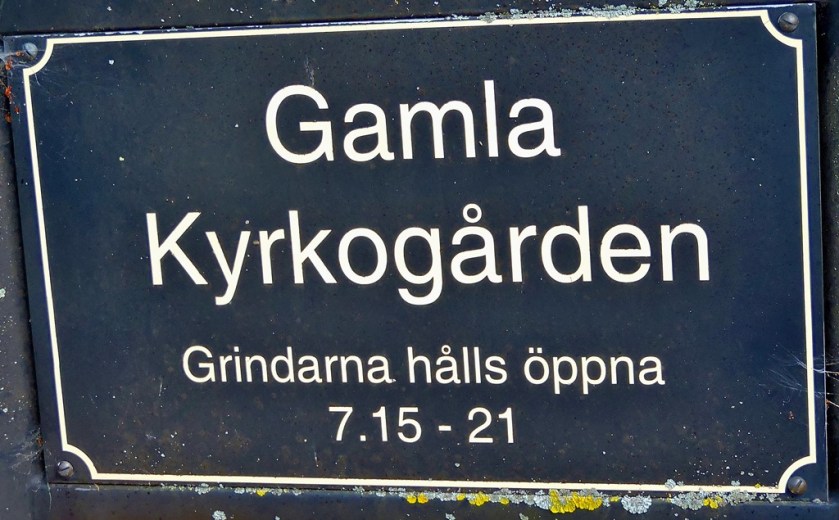 Gamla
Kyrkogården
Grindarna hålls öppna
7.15 - 21